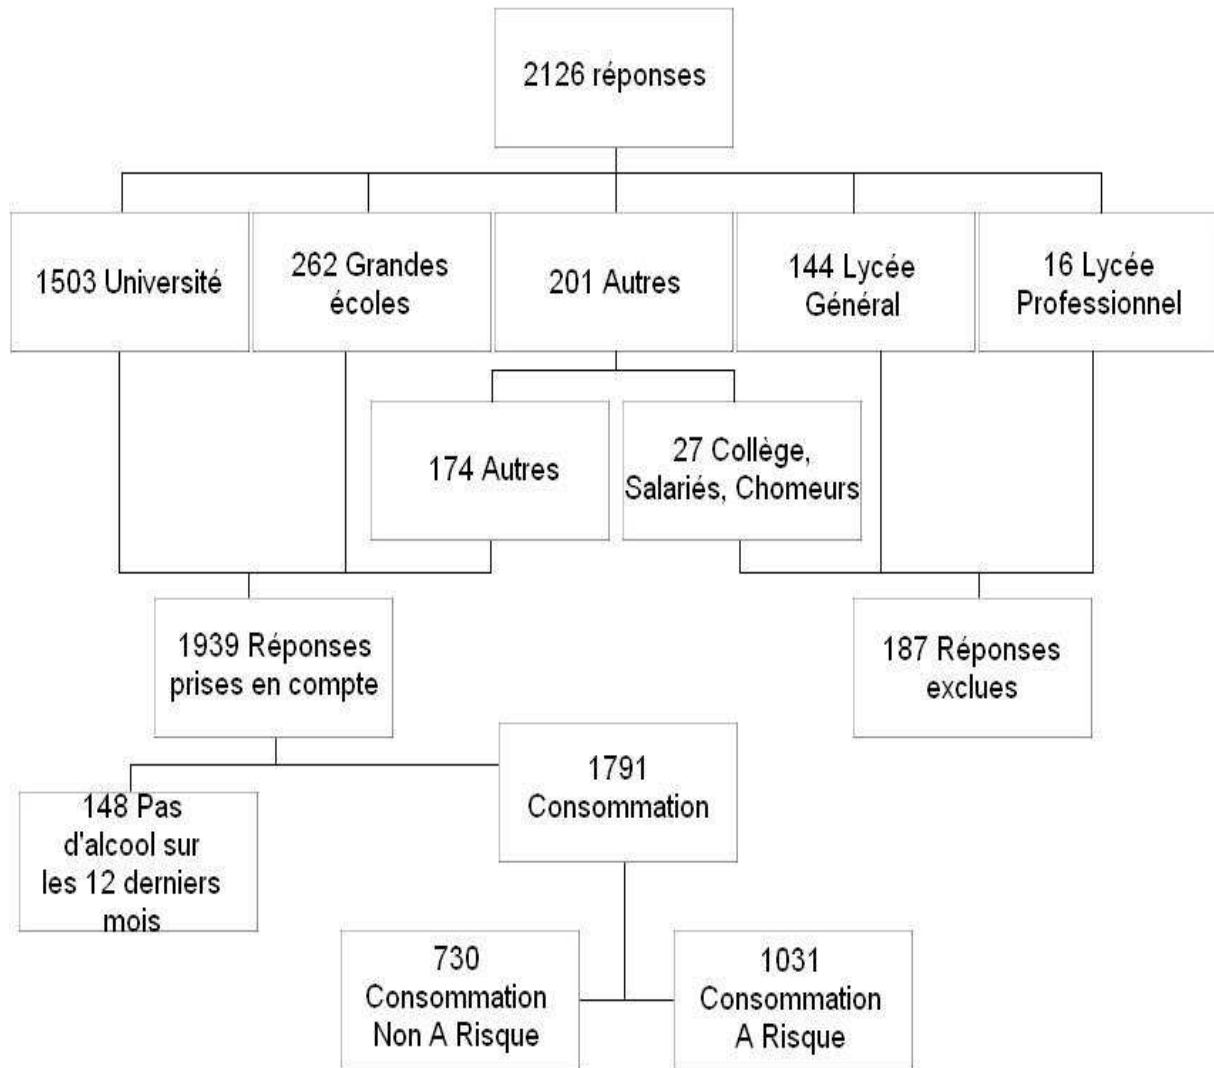 2126 réponses
1503 Université
262 Grandes
écoles
201 Autres
144 Lycée
Général
16 Lycée
Professionnel
174 Autres
27 Collège,
Salariés, Chomeurs
1939 Réponses
prises en compte
187 Réponses
exclues
148 Pas
d'alcool sur
les 12 derniers
mois
1791
Consommation
730
Consommation
Non A Risque
1031
Consommation
A Risque